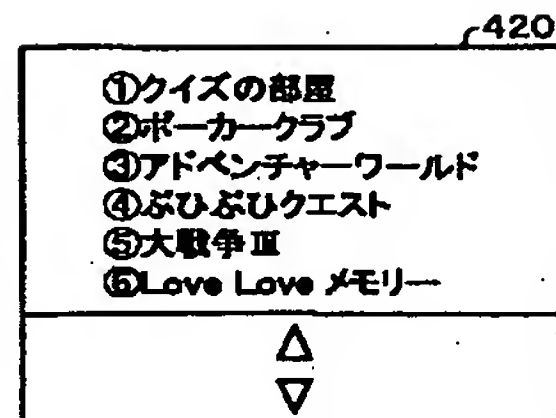 420
①クイズの部屋
②ポーカークラブ
③アドベンチャーワールド
④ぶひぶひクエスト
⑤大戦争Ⅲ
⑥Love Love メモリー
△
▽